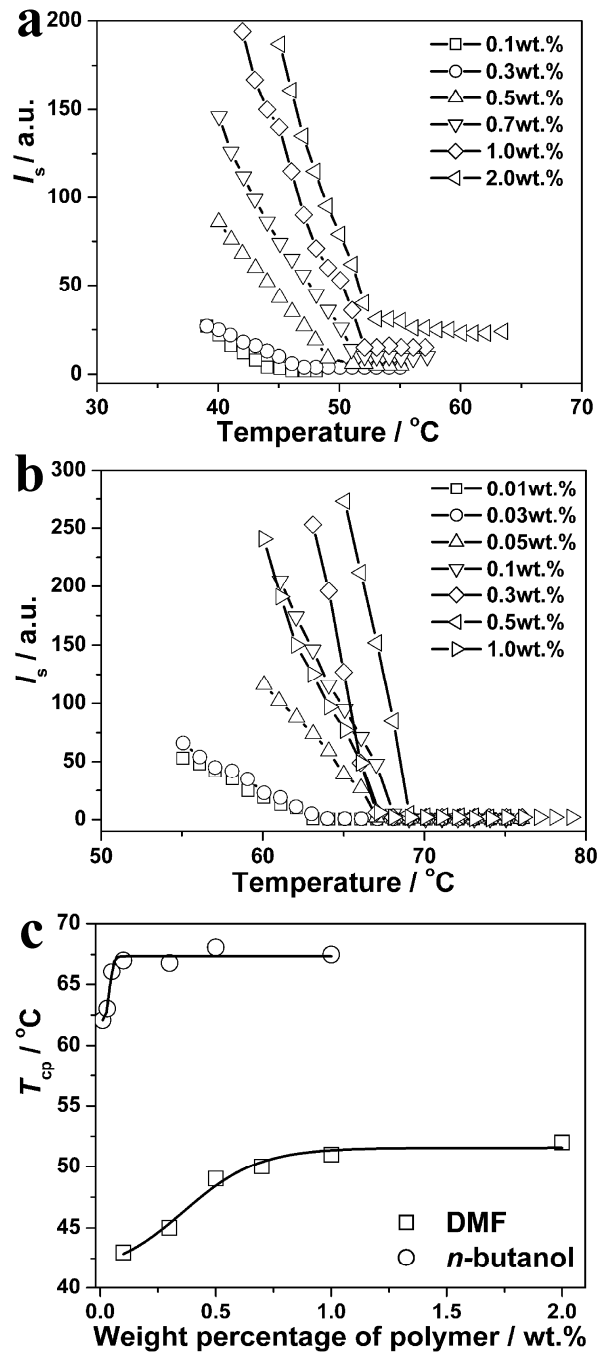 a
200
150
100
50
0
I_s / a.u.
0.1wt.%
0.3wt.%
0.5wt.%
0.7wt.%
1.0wt.%
2.0wt.%
30 40 50 60 70
Temperature / °C
b
300
250
200
150
100
50
0
I_s / a.u.
0.01wt.%
0.03wt.%
0.05wt.%
0.1wt.%
0.3wt.%
0.5wt.%
1.0wt.%
50 60 70 80
Temperature / °C
c
70
65
60
55
50
45
40
T_cp / °C
DMF
n-butanol
0.0 0.5 1.0 1.5 2.0
Weight percentage of polymer / wt.%